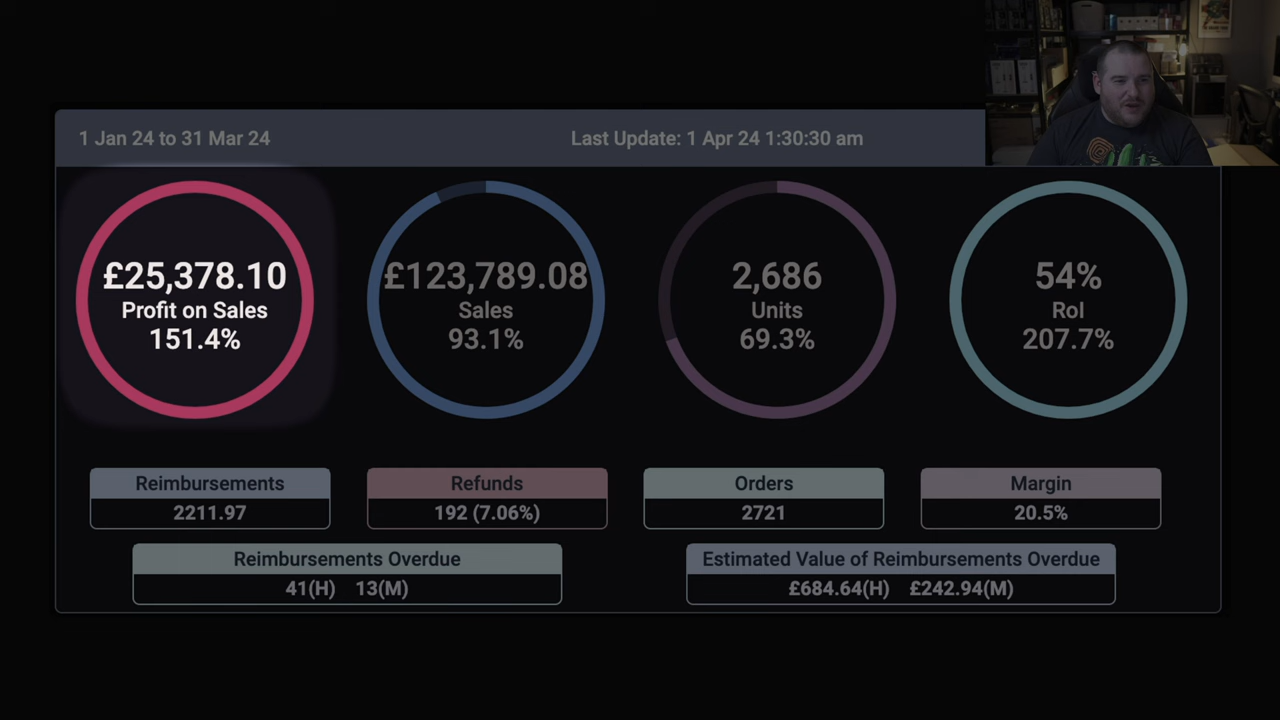 1 Jan 24 to 31 Mar 24
Last Update: 1 Apr 24 1:30:30 am
£25,378.10
Profit on Sales
151.4%
£123,789.08
Sales
93.1%
2,686
Units
69.3%
54%
RoI
207.7%
Reimbursements
2211.97
Refunds
192 (7.06%)
Orders
2721
Margin
20.5%
Reimbursements Overdue
41(H) 13(M)
Estimated Value of Reimbursements Overdue
£684.64(H) £242.94(M)